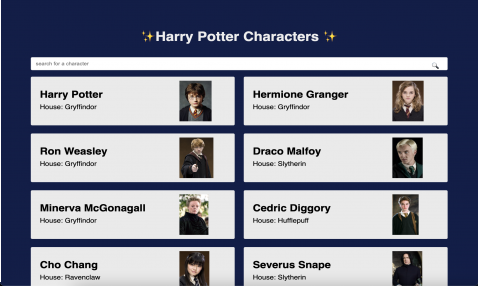 ✨Harry Potter Characters ✨
search for a character
Harry Potter
House: Gryffindor
Hermione Granger
House: Gryffindor
Ron Weasley
House: Gryffindor
Draco Malfoy
House: Slytherin
Minerva McGonagall
House: Gryffindor
Cedric Diggory
House: Hufflepuff
Cho Chang
House: Ravenclaw
Severus Snape
House: Slytherin